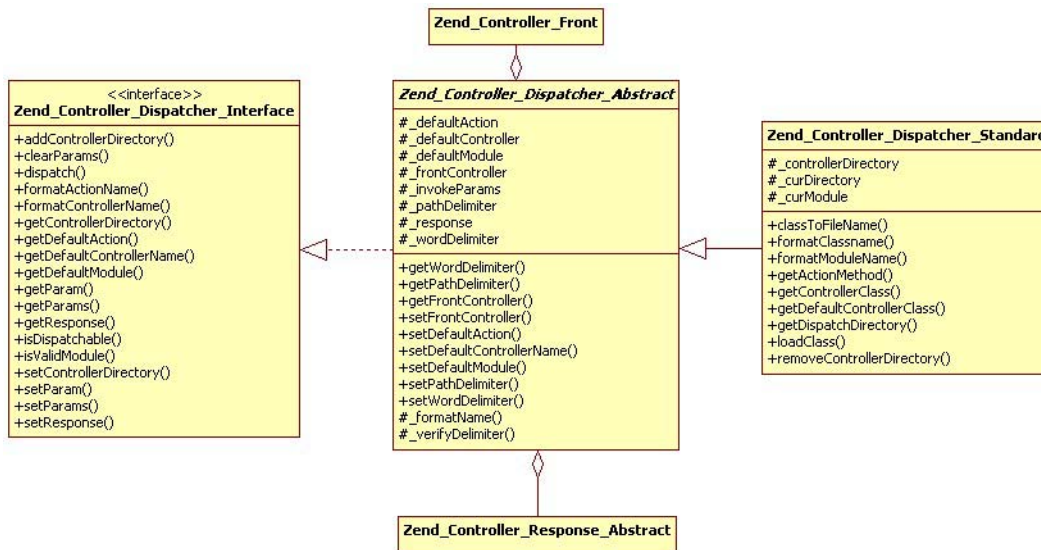 Zend_Controller_Front
<<interface>>
Zend_Controller_Dispatcher_Interface
+addControllerDirectory()
+clearParams()
+dispatch()
+formatActionName()
+formatControllerName()
+getControllerDirectory()
+getDefaultAction()
+getDefaultControllerName()
+getDefaultModule()
+getParam()
+getParams()
+getResponse()
+isDispatchable()
+isValidModule()
+setControllerDirectory()
+setParam()
+setParams()
+setResponse()
Zend_Controller_Dispatcher_Abstract
#_defaultAction
#_defaultController
#_defaultModule
#_frontController
#_invokeParams
#_pathDelimiter
#_response
#_wordDelimiter
+getWordDelimiter()
+getPathDelimiter()
+getFrontController()
+setFrontController()
+setDefaultAction()
+setDefaultControllerName()
+setDefaultModule()
+setPathDelimiter()
+setWordDelimiter()
#_formatName()
#_verifyDelimiter()
Zend_Controller_Dispatcher_Standard
#_controllerDirectory
#_curDirectory
#_curModule
+classToFileName()
+formatClassname()
+formatModuleName()
+getActionMethod()
+getControllerClass()
+getDefaultControllerClass()
+getDispatchDirectory()
+loadClass()
+removeControllerDirectory()
Zend_Controller_Response_Abstract